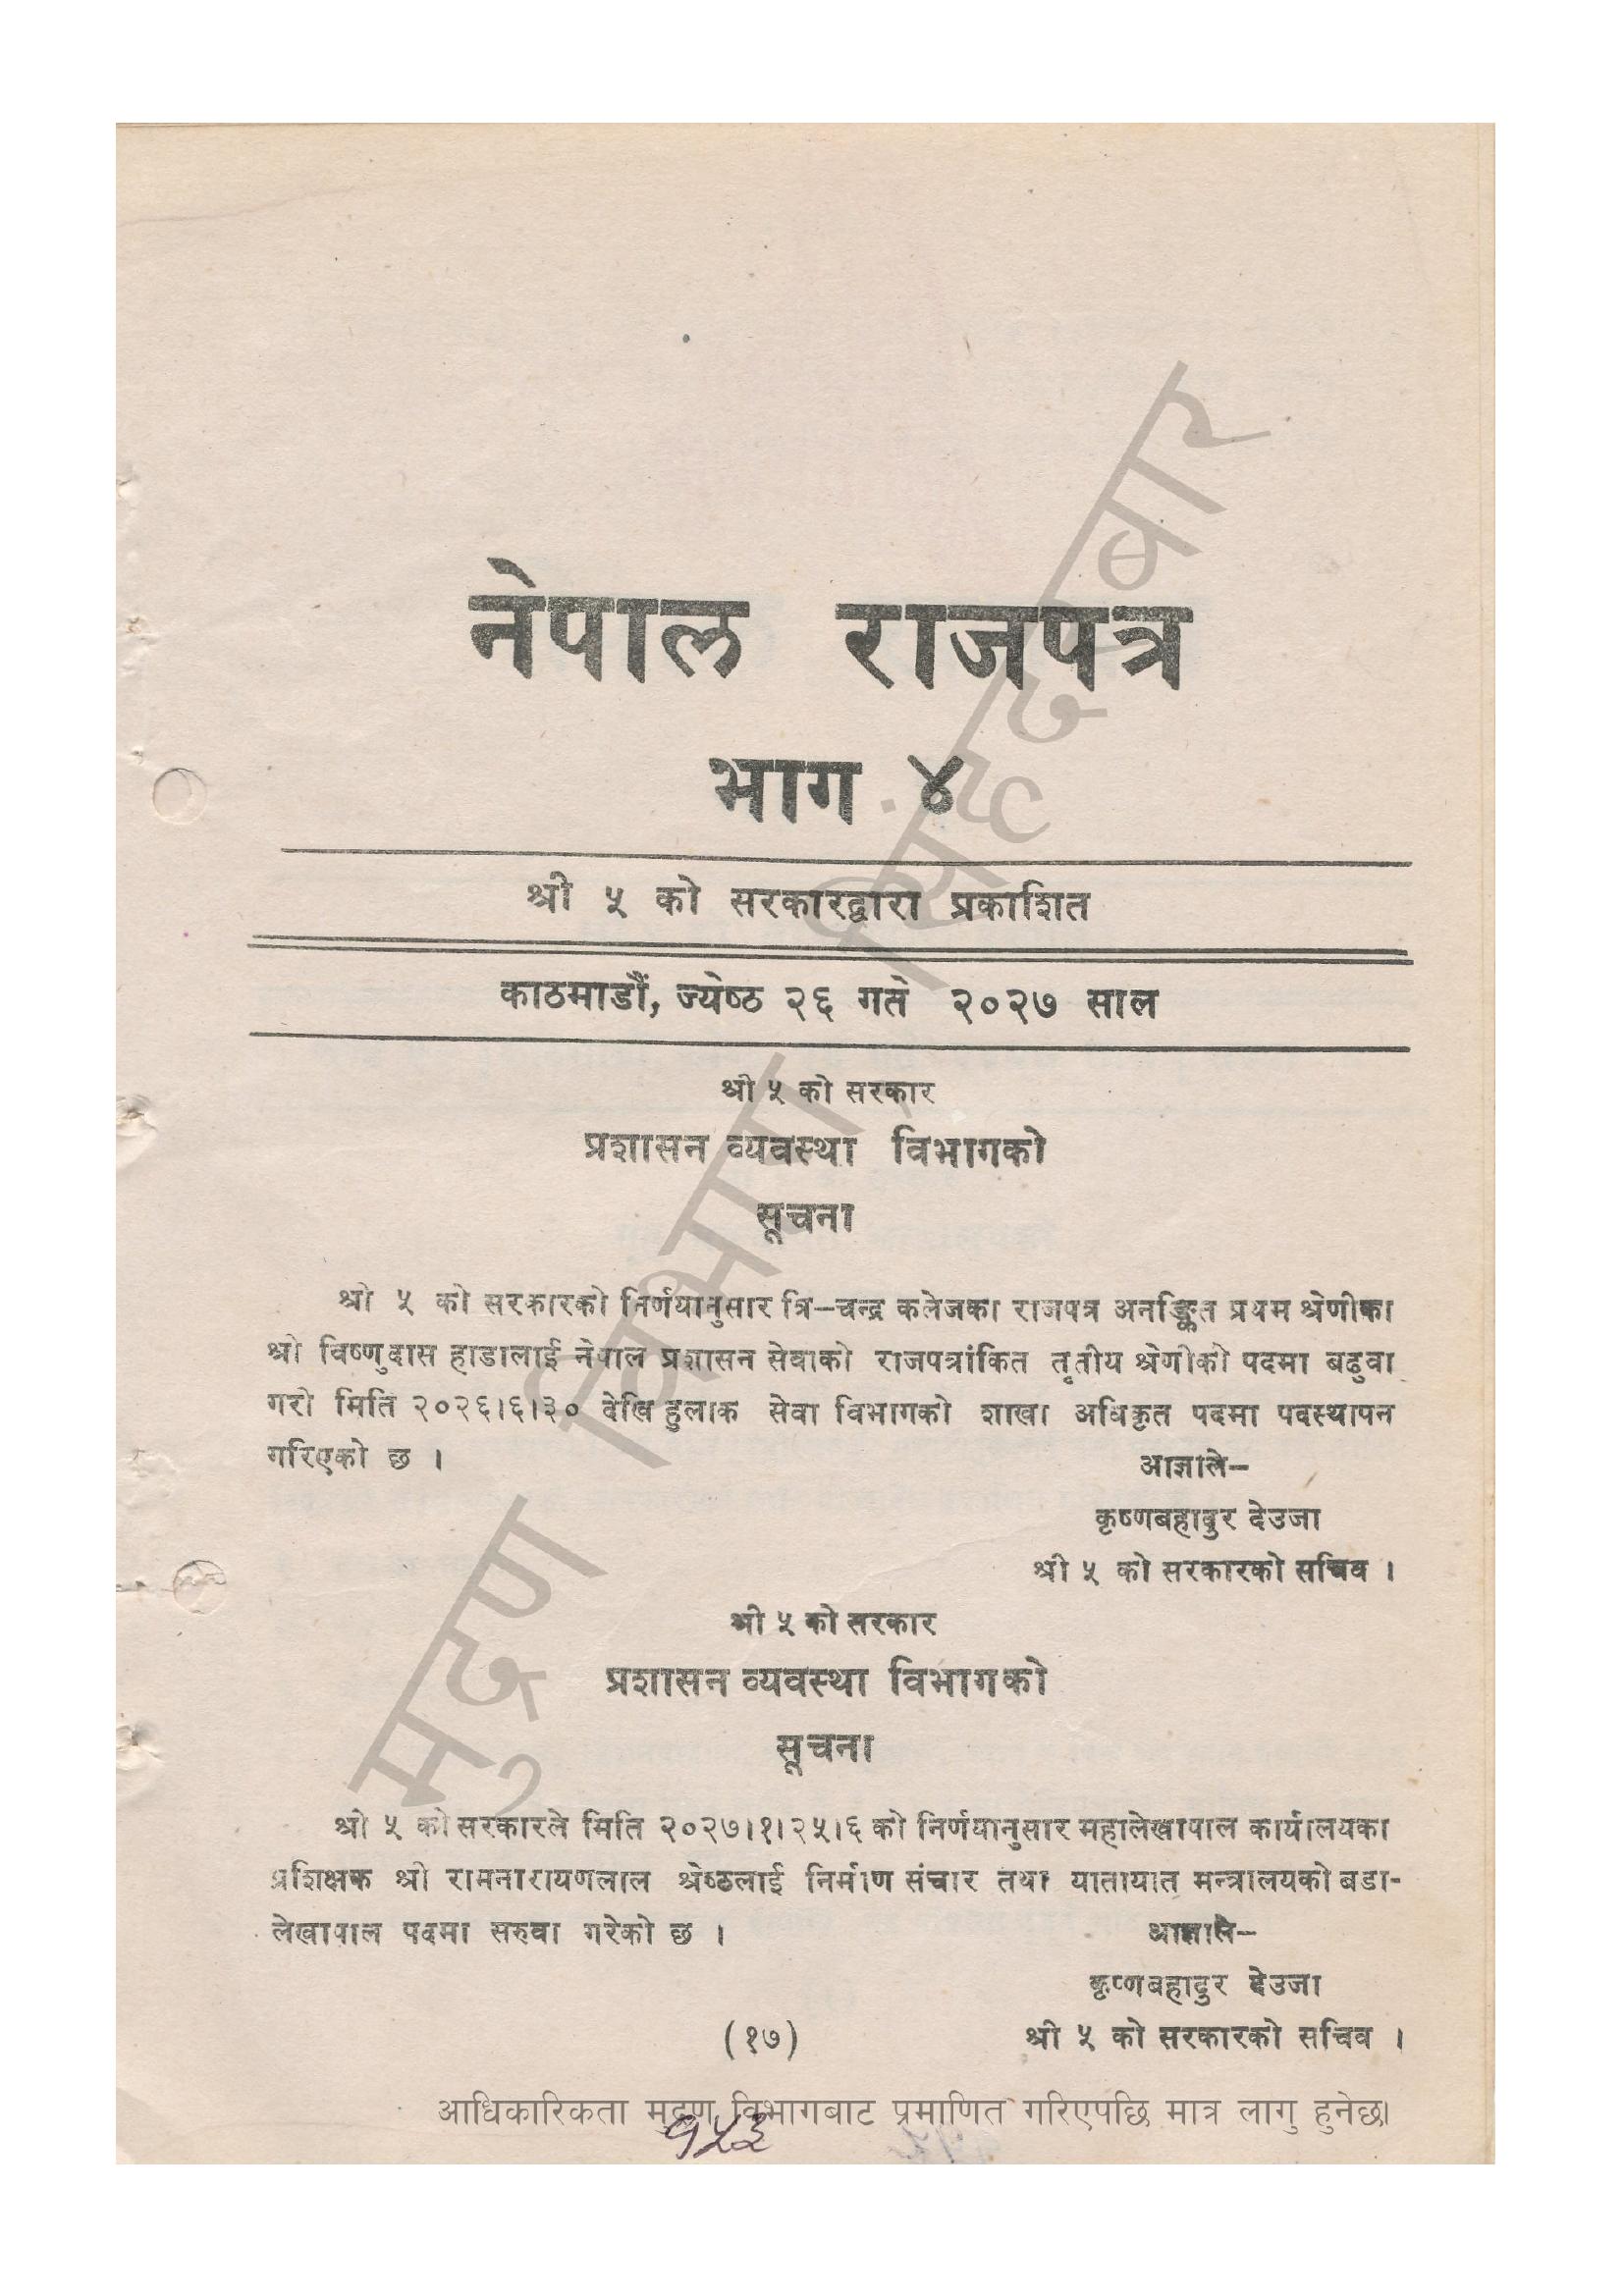 नेपाल राजपत्र
भाग ४
श्री ५ को सरकारद्वारा प्रकाशित
काठमाडौं, ज्येष्ठ २६ गते २०२७ साल
श्री ५ को सरकार
प्रशासन व्यवस्था विभागको
सूचना
श्री ५ को सरकारको निर्णयानुसार त्रि–चन्द्र कलेजका राजपत्र अनङ्कित प्रथम श्रेणीका
श्री विष्णुदास हाडालाई नेपाल प्रशासन सेवाको राजपत्रांकित तृतीय श्रेणीको पदमा बढुवा
गरी मिति २०२६।६।३० देखि हुलाक सेवा विभागको शाखा अधिकृत पदमा पदस्थापन
गरिएको छ ।
आज्ञाले–
कृष्णबहादुर देउजा
श्री ५ को सरकारको सचिव ।
श्री ५ को सरकार
प्रशासन व्यवस्था विभागको
सूचना
श्री ५ को सरकारले मिति २०२७।१।२५।६ को निर्णयानुसार महालेखापाल कार्यालयका
प्रशिक्षक श्री रामनारायणलाल श्रेष्ठलाई निर्माण संचार तथा यातायात मन्त्रालयको बडा-
लेखापाल पदमा सरुवा गरेको छ ।
आज्ञाले–
कृष्णबहादुर देउजा
श्री ५ को सरकारको सचिव ।
(१७)
आधिकारिकता मुद्रण विभागबाट प्रमाणित गरिएपछि मात्र लागु हुनेछ।
१५३
मुद्रण विभाग सिंहदरबार